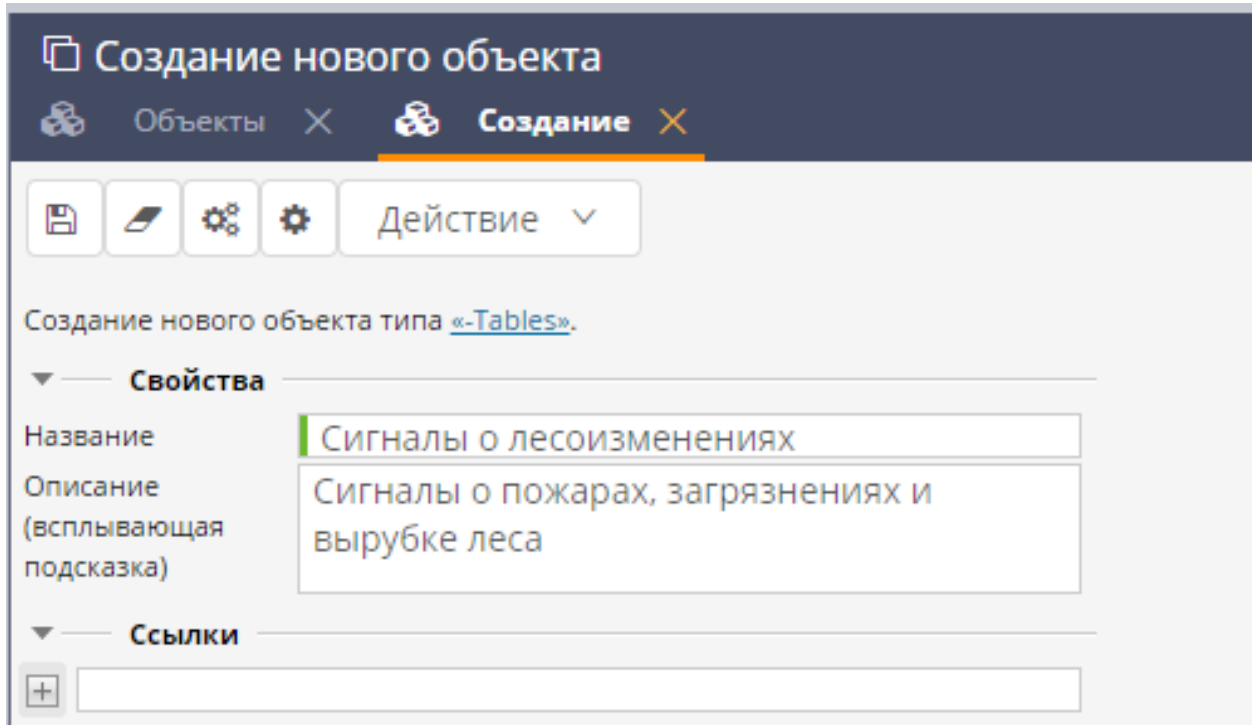 Создание нового объекта
Объекты Создание
Действие
Создание нового объекта типа «-Tables».
Свойства
Название Сигналы о лесоизменениях
Описание (всплывающая подсказка)
Сигналы о пожарах, загрязнениях и
вырубке леса
Ссылки